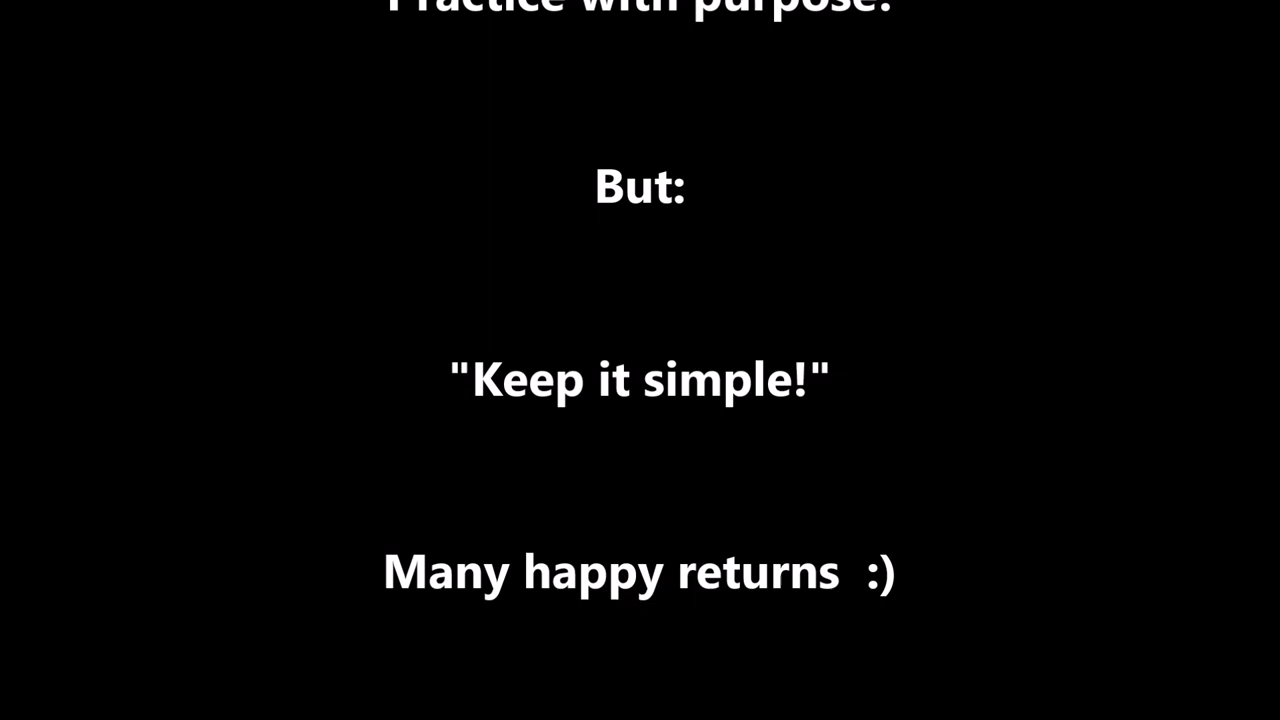 Practice with purpose.
But:
"Keep it simple!"
Many happy returns  :)